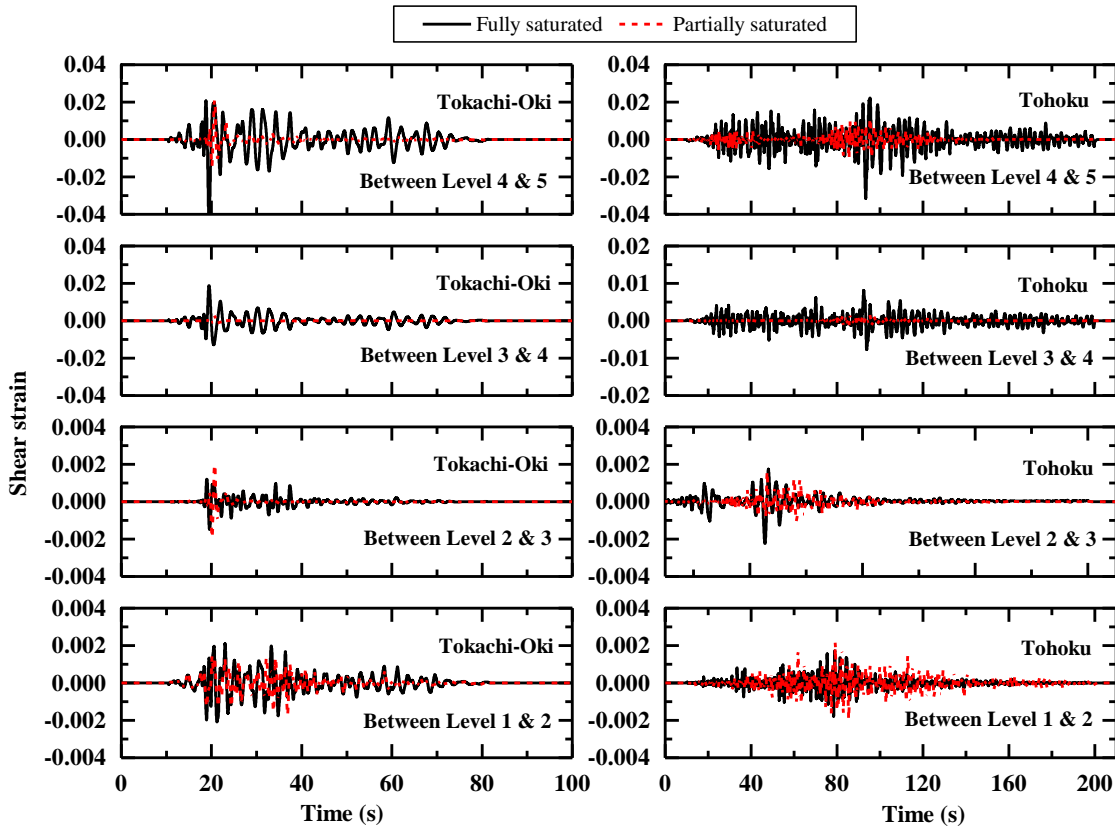 Fully saturated Partially saturated
Shear strain
0.04
0.02
0.00
-0.02
-0.04
Tokachi-Oki
Between Level 4 & 5
0.04
0.02
0.00
-0.02
-0.04
Tohoku
Between Level 4 & 5
0.04
0.02
0.00
-0.02
-0.04
Tokachi-Oki
Between Level 3 & 4
0.02
0.01
0.00
-0.01
-0.02
Tohoku
Between Level 3 & 4
0.004
0.002
0.000
-0.002
-0.004
Tokachi-Oki
Between Level 2 & 3
0.004
0.002
0.000
-0.002
-0.004
Tohoku
Between Level 2 & 3
0.004
0.002
0.000
-0.002
-0.004
Tokachi-Oki
Between Level 1 & 2
0 20 40 60 80 100
Time (s)
0.004
0.002
0.000
-0.002
-0.004
Tohoku
Between Level 1 & 2
0 40 80 120 160 200
Time (s)